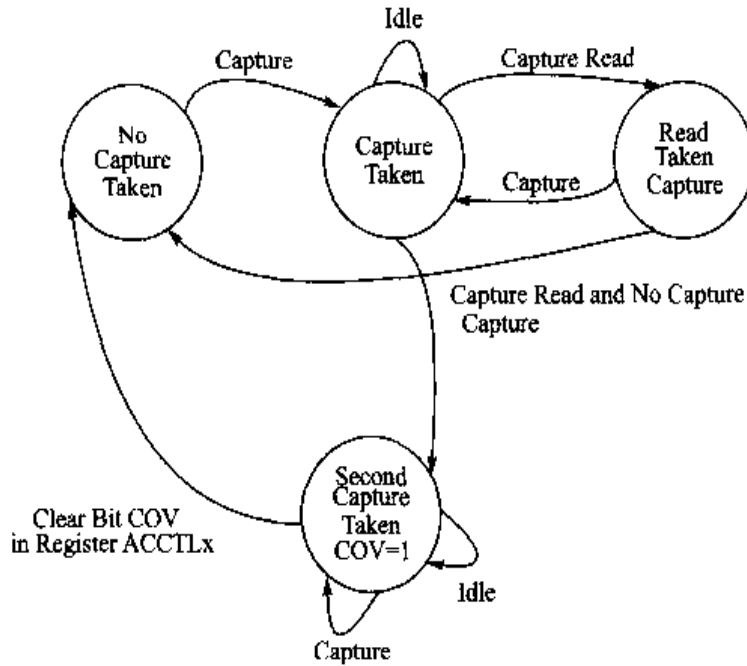 Idle
Capture
Capture Read
No
Capture
Taken
Capture
Taken
Read
Taken
Capture
Capture
Capture Read and No Capture
Capture
Second
Capture
Taken
COV=1
Clear Bit COV
in Register ACCTLx
Idle
Capture